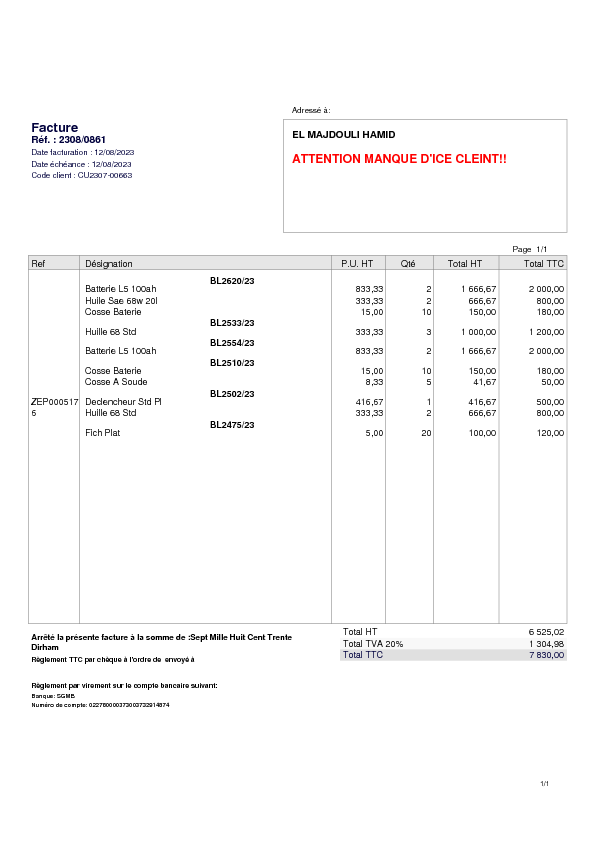 Adressé à:
Facture
Réf. : 2308/0861
Date facturation : 12/08/2023
Date échéance : 12/08/2023
Code client : CU2307-00663
EL MAJDOULI HAMID
ATTENTION MANQUE D'ICE CLEINT!!
Page 1/1
Ref Désignation P.U. HT Qté Total HT Total TTC
BL2620/23
Batterie L5 100ah 833,33 2 1 666,67 2 000,00
Huile Sae 68w 20l 333,33 2 666,67 800,00
Cosse Baterie 15,00 10 150,00 180,00
BL2533/23
Huille 68 Std 333,33 3 1 000,00 1 200,00
BL2554/23
Batterie L5 100ah 833,33 2 1 666,67 2 000,00
BL2510/23
Cosse Baterie 15,00 10 150,00 180,00
Cosse A Soude 8,33 5 41,67 50,00
BL2502/23
ZEP000517 Declencheur Std Pl 416,67 1 416,67 500,00
6 Huille 68 Std 333,33 2 666,67 800,00
BL2475/23
Fich Plat 5,00 20 100,00 120,00
Total HT 6 525,02
Total TVA 20% 1 304,98
Total TTC 7 830,00
Arrêté la présente facture à la somme de :Sept Mille Huit Cent Trente
Dirham
Règlement TTC par chèque à l'ordre de envoyé à
Règlement par virement sur le compte bancaire suivant:
Banque: SGMB
1/1